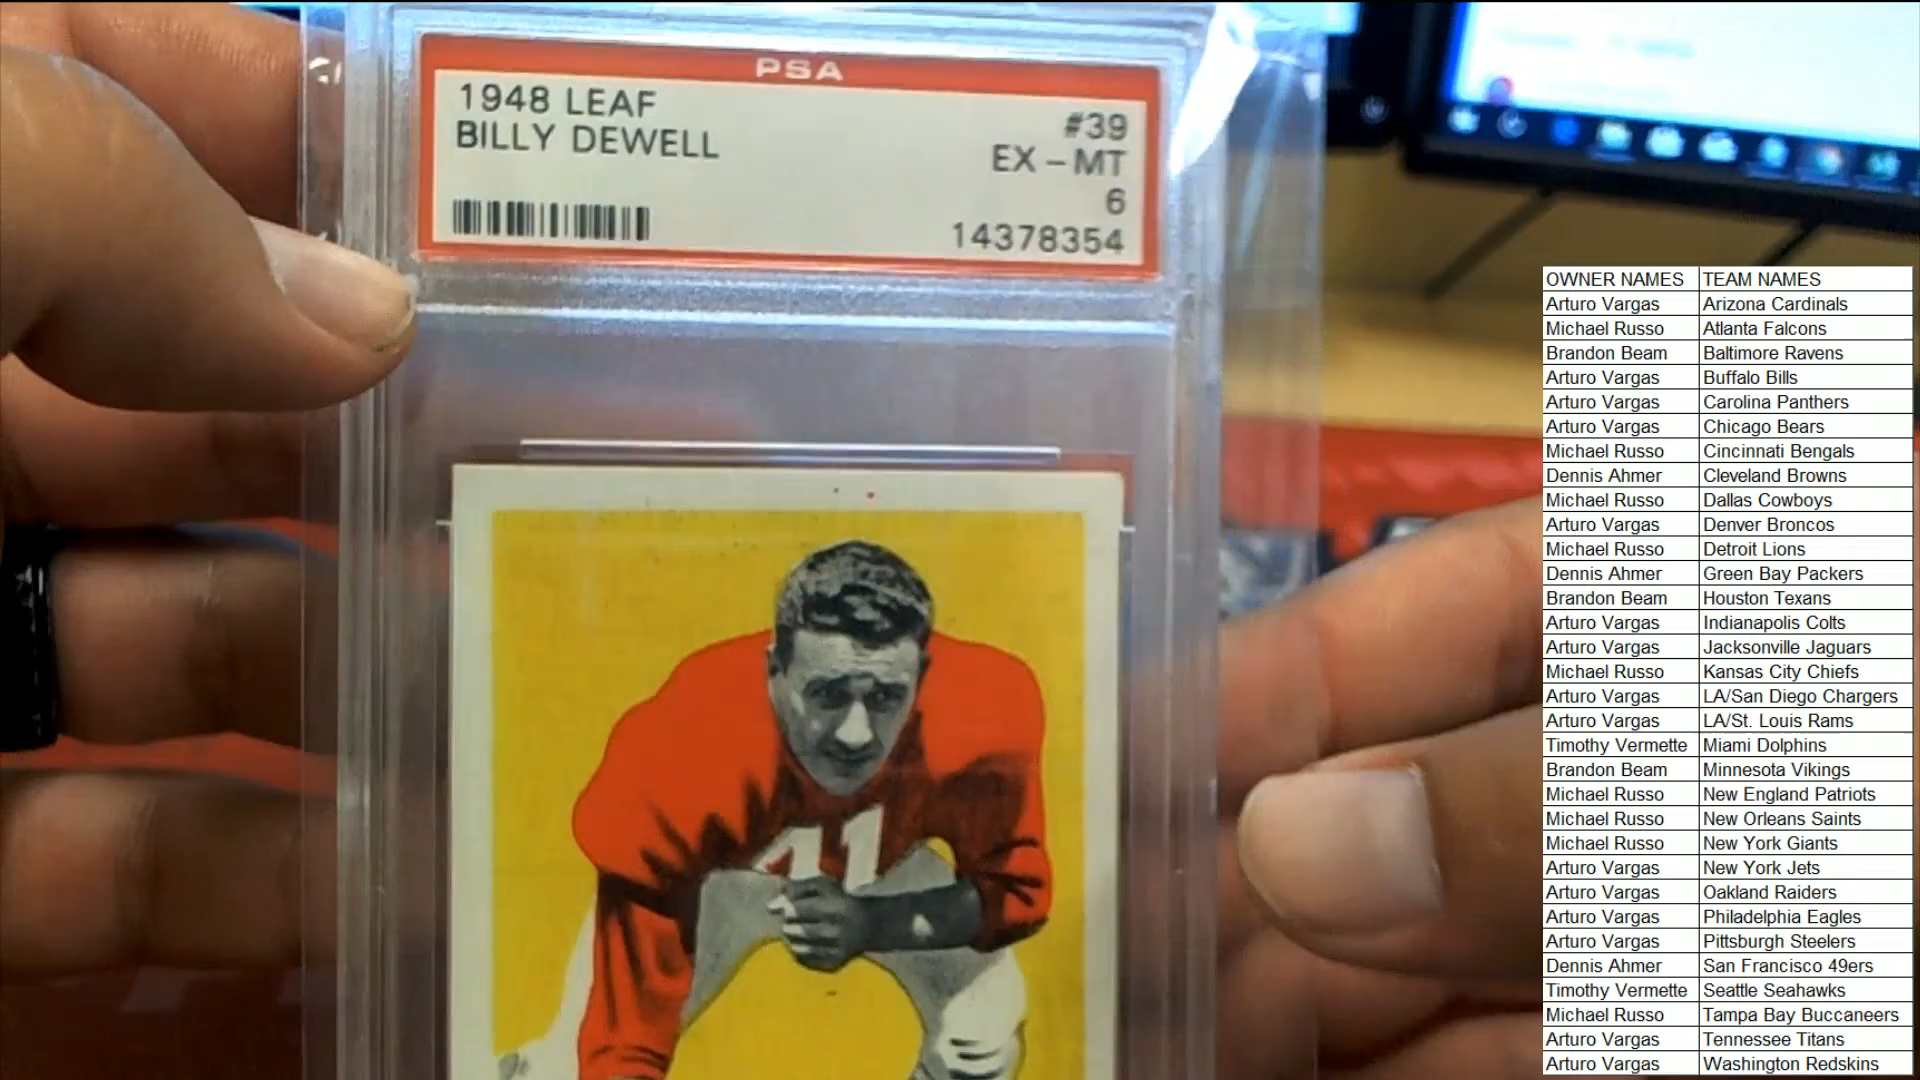 PSA
1948 LEAF #39
BILLY DEWELL EX - MT
6
14378354
41
OWNER NAMES TEAM NAMES
Arturo Vargas Arizona Cardinals
Michael Russo Atlanta Falcons
Brandon Beam Baltimore Ravens
Arturo Vargas Buffalo Bills
Arturo Vargas Carolina Panthers
Arturo Vargas Chicago Bears
Michael Russo Cincinnati Bengals
Dennis Ahmer Cleveland Browns
Michael Russo Dallas Cowboys
Arturo Vargas Denver Broncos
Michael Russo Detroit Lions
Dennis Ahmer Green Bay Packers
Brandon Beam Houston Texans
Arturo Vargas Indianapolis Colts
Arturo Vargas Jacksonville Jaguars
Michael Russo Kansas City Chiefs
Arturo Vargas LA/San Diego Chargers
Arturo Vargas LA/St. Louis Rams
Timothy Vermette Miami Dolphins
Brandon Beam Minnesota Vikings
Michael Russo New England Patriots
Michael Russo New Orleans Saints
Michael Russo New York Giants
Arturo Vargas New York Jets
Arturo Vargas Oakland Raiders
Arturo Vargas Philadelphia Eagles
Arturo Vargas Pittsburgh Steelers
Dennis Ahmer San Francisco 49ers
Timothy Vermette Seattle Seahawks
Michael Russo Tampa Bay Buccaneers
Arturo Vargas Tennessee Titans
Arturo Vargas Washington Redskins